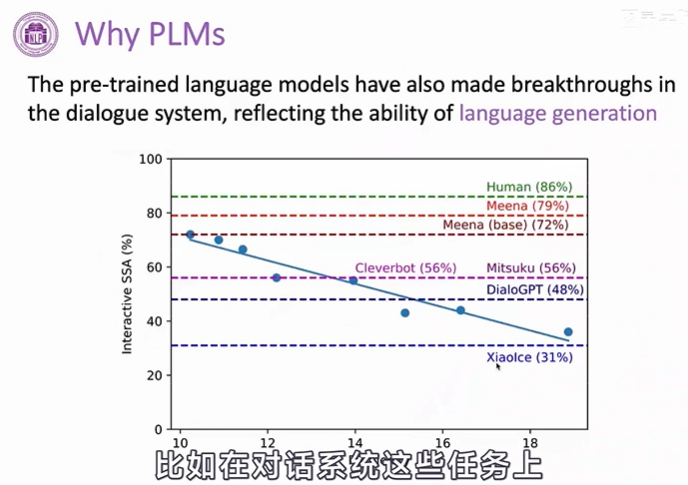 NLP
Why PLMs
The pre-trained language models have also made breakthroughs in
the dialogue system, reflecting the ability of language generation
100
Human (86%)
Meena (79%)
80
Meena (base) (72%)
60
Cleverbot (56%) Mitsuku (56%)
DialoGPT (48%)
40
XiaoIce (31%)
20
0
Interactive SSA (%)
10 12 14 16 18
比如在对话系统这些任务上